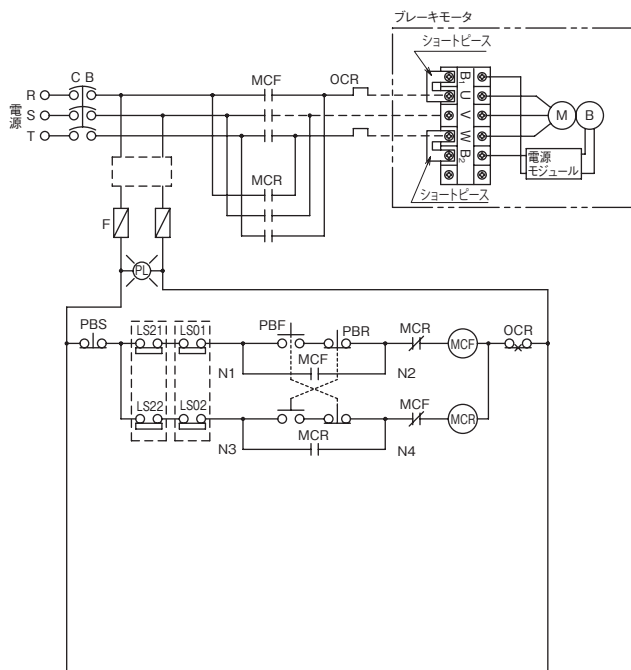 ブレーキモータ
ショートピース
C B
MCF
OCR
R
S
T
電源
B₁
U
V
W
B₂
M
B
電源
モジュール
ショートピース
MCR
F
PL
PBS
LS21
LS01
PBF
PBR
MCR
MCF
OCR
N1
MCF
N2
LS22
LS02
MCF
MCR
N3
MCR
N4